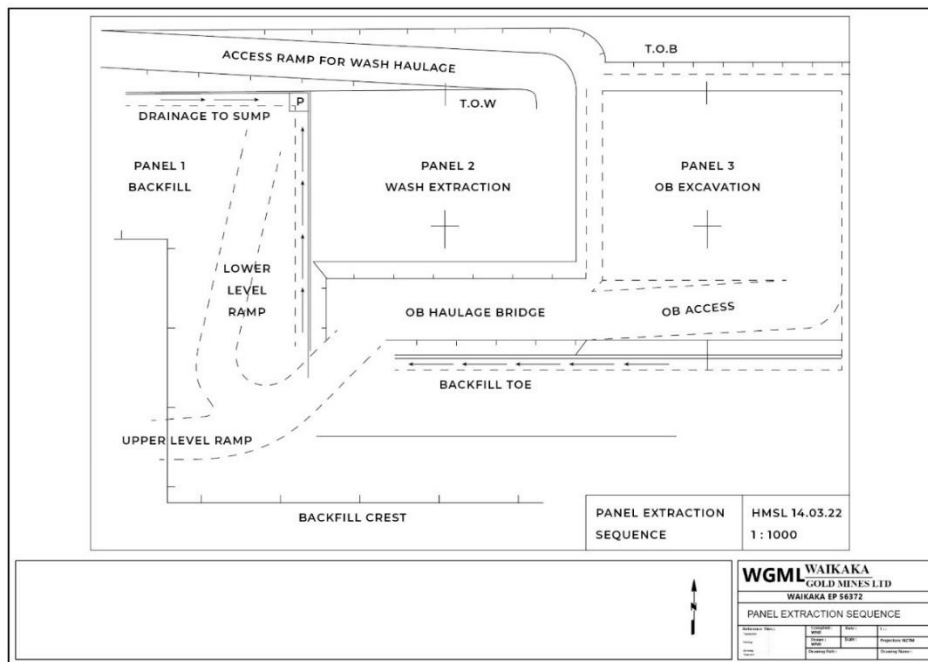 ACCESS RAMP FOR WASH HAULAGE
T.O.B
T.O.W
P
DRAINAGE TO SUMP
PANEL 1
BACKFILL
PANEL 2
WASH EXTRACTION
PANEL 3
OB EXCAVATION
LOWER
LEVEL
RAMP
OB HAULAGE BRIDGE
OB ACCESS
BACKFILL TOE
UPPER LEVEL RAMP
BACKFILL CREST
PANEL EXTRACTION
SEQUENCE
HMSL 14.03.22
1 : 1000
N
WGML WAIKAKA
GOLD MINES LTD
WAIKAKA EP 56372
PANEL EXTRACTION SEQUENCE